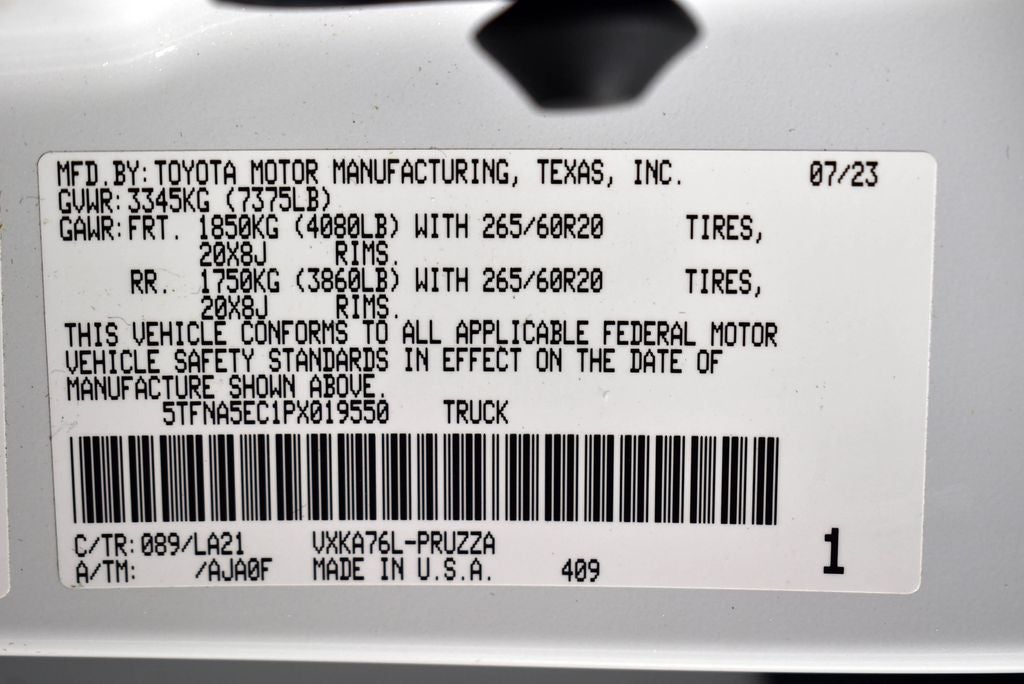 MFD. BY: TOYOTA MOTOR MANUFACTURING, TEXAS, INC. 07/23
GVWR: 3345KG (7375LB)
GAWR: FRT. 1850KG (4080LB) WITH 265/60R20 TIRES,
20X8J RIMS.
RR. 1750KG (3860LB) WITH 265/60R20 TIRES,
20X8J RIMS.
THIS VEHICLE CONFORMS TO ALL APPLICABLE FEDERAL MOTOR
VEHICLE SAFETY STANDARDS IN EFFECT ON THE DATE OF
MANUFACTURE SHOWN ABOVE.
5TFNA5EC1PX019550 TRUCK
C/TR: 089/LA21 VXKA76L-PRUZZA
A/TM: /AJA0F MADE IN U.S.A. 409 1